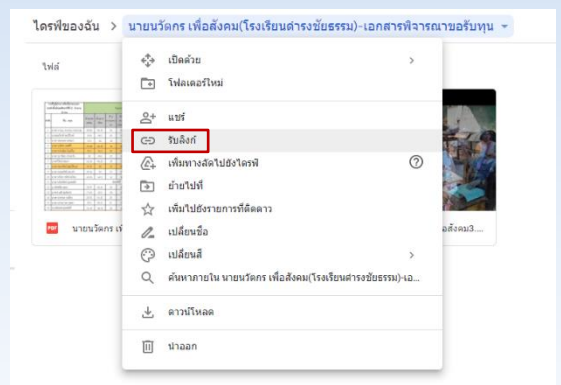 ไดรฟ์ของฉัน > นายนวัตกร เพื่อสังคม(โรงเรียนดำรงชัยธรรม)-เอกสารพิจารณาขอรับทุน
ไฟล์
เปิดด้วย
โฟลเดอร์ใหม่
แชร์
รับลิงก์
เพิ่มทางลัดไปยังไดรฟ์
ย้ายไปที่
เพิ่มไปยังรายการที่ติดดาว
เปลี่ยนชื่อ
เปลี่ยนสี
ค้นหาภายใน นายนวัตกร เพื่อสังคม(โรงเรียนดำรงชัยธรรม)-เอ...
ดาวน์โหลด
นำออก
PDF นายนวัตกร เ
อสังคม3....